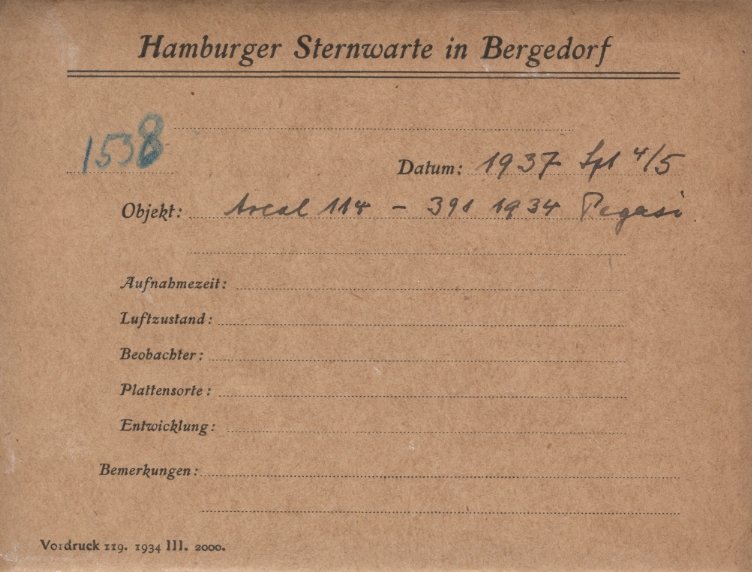 Hamburger Sternwarte in Bergedorf
1538
Datum: 1937 Spt 4/5
Objekt: Areal 114 – 391 1934 Pegasi
Aufnahmezeit:
Luftzustand:
Beobachter:
Plattensorte:
Entwicklung:
Bemerkungen:
Vordruck 119. 1934 III. 2000.